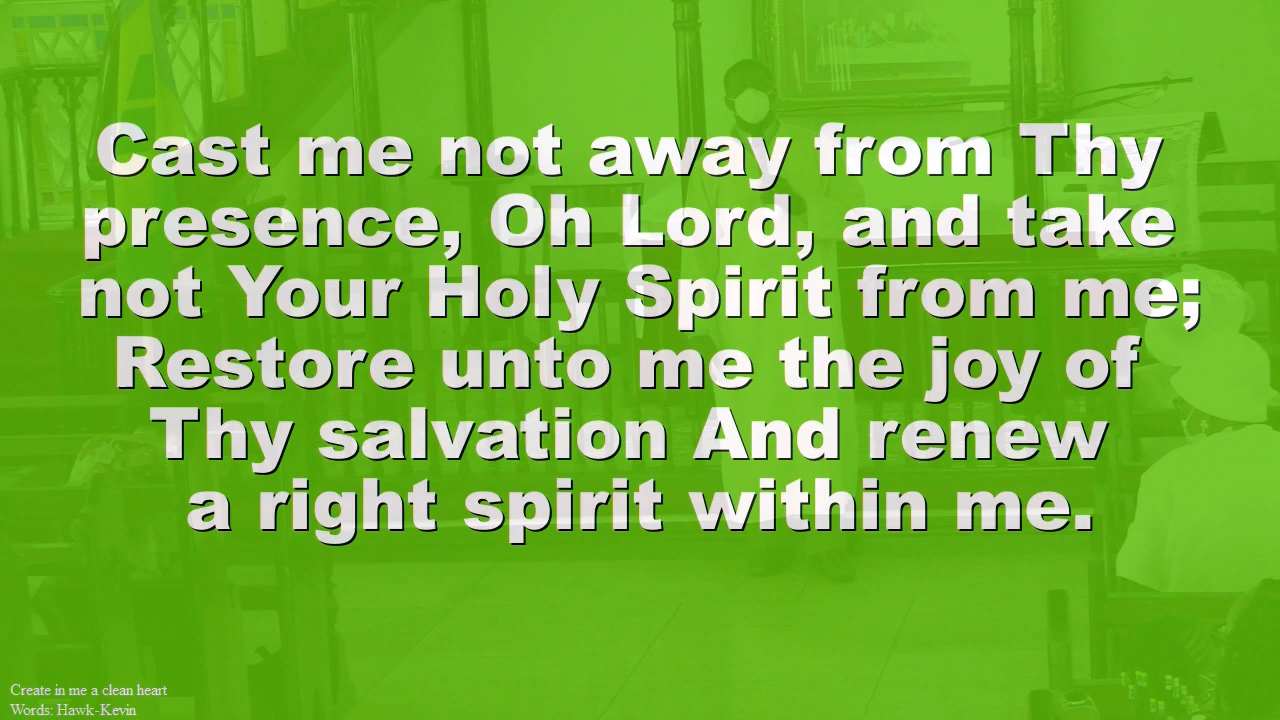 Cast me not away from Thy
presence, Oh Lord, and take
not Your Holy Spirit from me;
Restore unto me the joy of
Thy salvation And renew
a right spirit within me.
Create in me a clean heart
Words: Hawk-Kevin